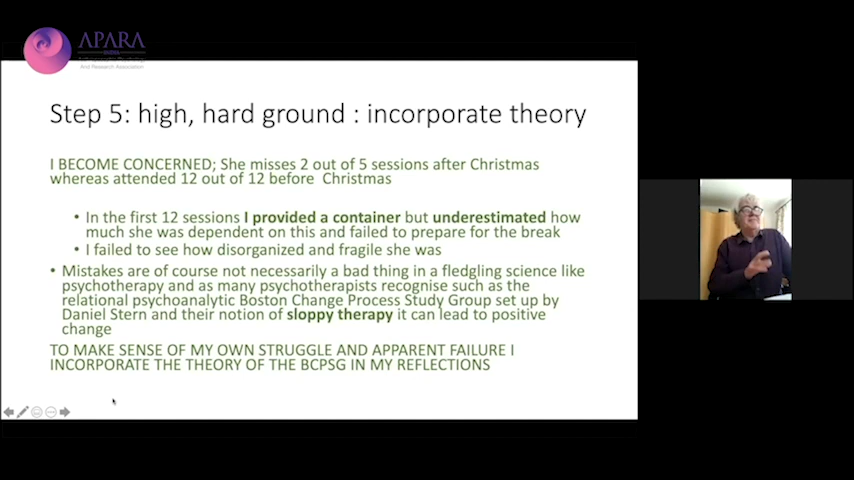 APARA
Step 5: high, hard ground : incorporate theory
I BECOME CONCERNED; She misses 2 out of 5 sessions after Christmas
whereas attended 12 out of 12 before Christmas
• In the first 12 sessions I provided a container but underestimated how
much she was dependent on this and failed to prepare for the break
• I failed to see how disorganized and fragile she was
• Mistakes are of course not necessarily a bad thing in a fledgling science like
psychotherapy and as many psychotherapists recognise such as the
relational psychoanalytic Boston Change Process Study Group set up by
Daniel Stern and their notion of sloppy therapy it can lead to positive
change
TO MAKE SENSE OF MY OWN STRUGGLE AND APPARENT FAILURE I
INCORPORATE THE THEORY OF THE BCPSG IN MY REFLECTIONS